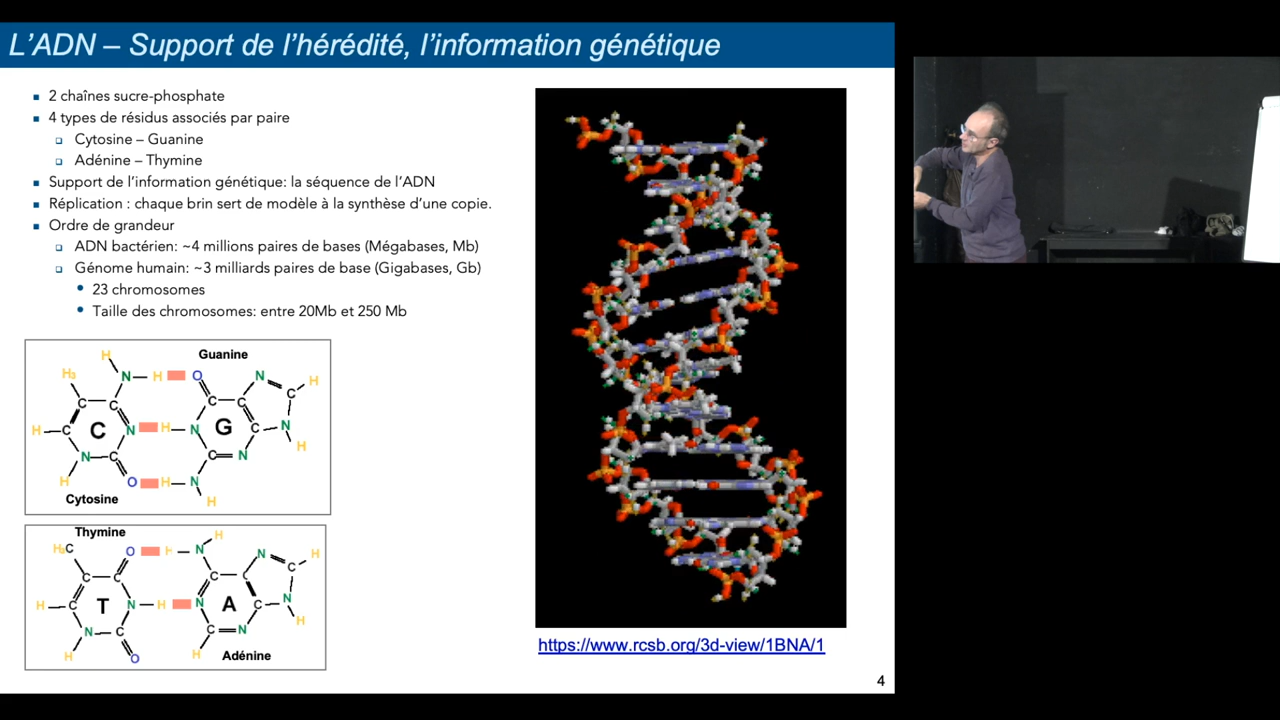 L'ADN – Support de l'hérédité, l'information génétique
2 chaînes sucre-phosphate
4 types de résidus associés par paire
Cytosine – Guanine
Adénine – Thymine
Support de l'information génétique: la séquence de l'ADN
Réplication : chaque brin sert de modèle à la synthèse d'une copie.
Ordre de grandeur
ADN bactérien: ~4 millions paires de bases (Mégabases, Mb)
Génome humain: ~3 milliards paires de base (Gigabases, Gb)
23 chromosomes
Taille des chromosomes: entre 20Mb et 250 Mb
Guanine
H
H₃ N H O N H
C C C C
H C C N H N G C N
N C C N H
H O H N
Cytosine H
Thymine
H
H₃C O H N N H
C C C C C
H C T N H N A C N
N C C N H
H O H Adénine
https://www.rcsb.org/3d-view/1BNA/1
4